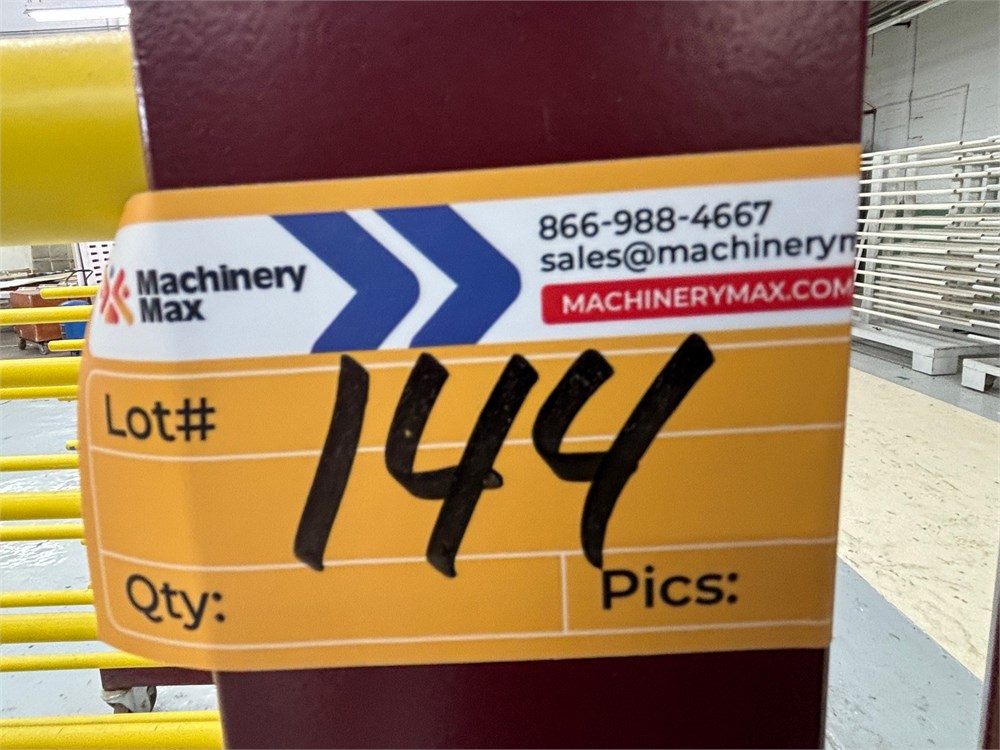 Machinery
Max
866-988-4667
MACHINERYMAX.COM
Lot# 144
Qty:
Pics: